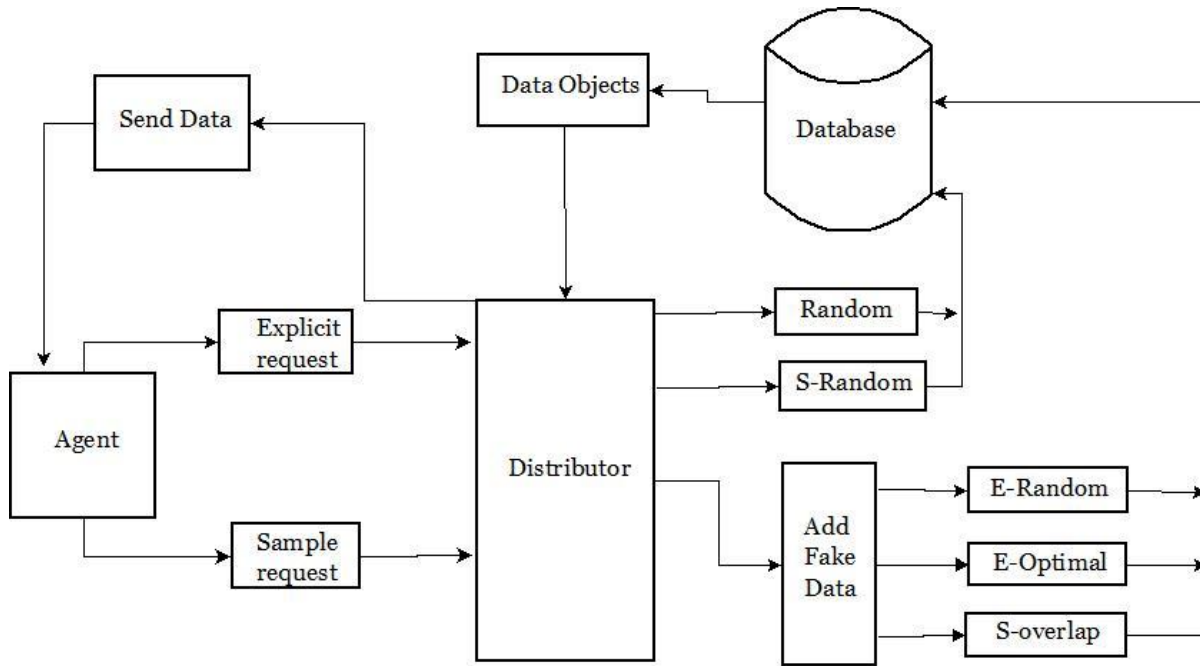 Data Objects
Send Data
Database
Explicit
request
Random
S-Random
Agent
Distributor
Sample
request
Add
Fake
Data
E-Random
E-Optimal
S-overlap